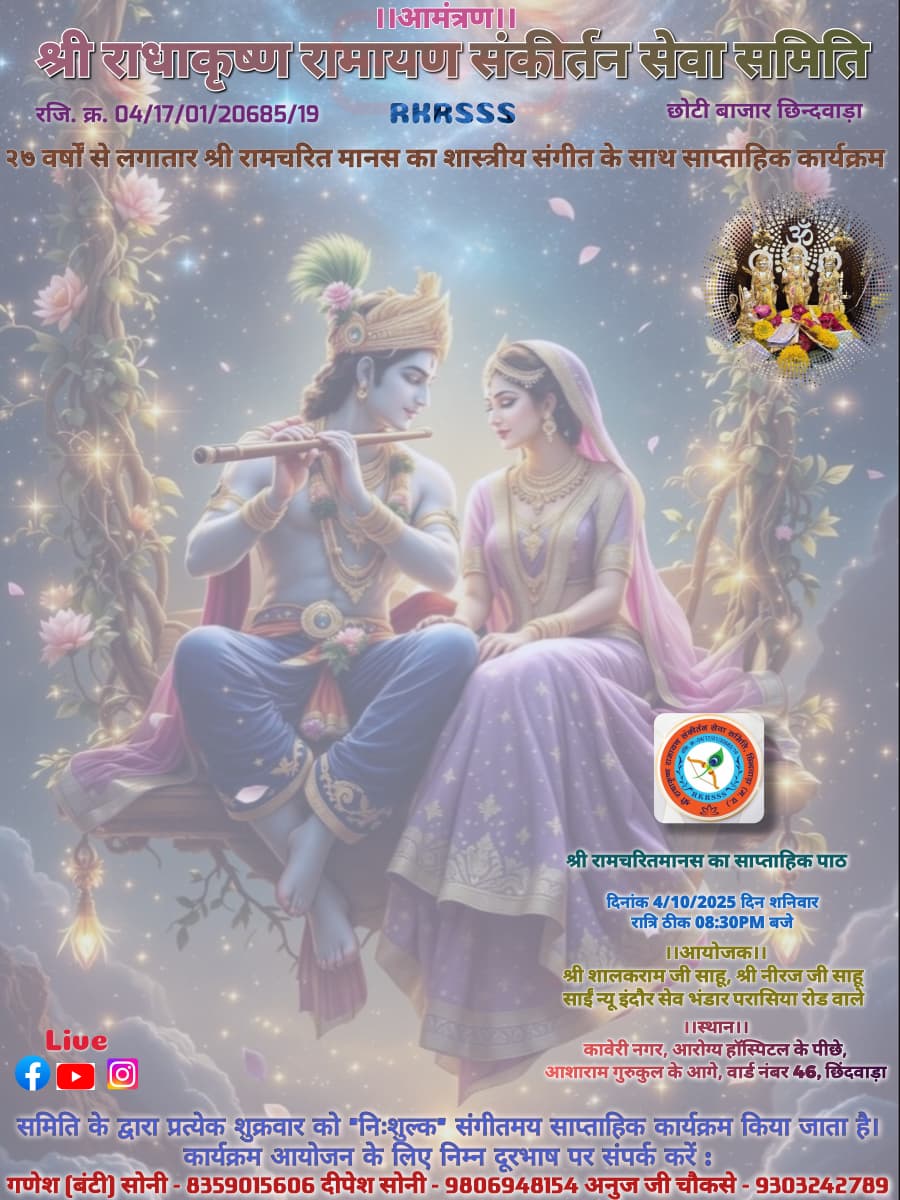 ।।आमंत्रण।।
श्री राधाकृष्ण रामायण संकीर्तन सेवा समिति
रजि. क्र. 04/17/01/20685/19
RKRSSS
छोटी बाजार छिन्दवाड़ा
२७ वर्षों से लगातार श्री रामचरित मानस का शास्त्रीय संगीत के साथ साप्ताहिक कार्यक्रम
ॐ
RKRSSS
श्री रामचरितमानस का साप्ताहिक पाठ
दिनांक 4/10/2025 दिन शनिवार
रात्रि ठीक 08:30PM बजे
।।आयोजक।।
श्री शालकराम जी साहू, श्री नीरज जी साहू
साईं न्यू इंदौर सेव भंडार परासिया रोड वाले
।।स्थान।।
कावेरी नगर, आरोग्य हॉस्पिटल के पीछे,
आशाराम गुरुकुल के आगे, वार्ड नंबर 46, छिंदवाड़ा
Live
समिति के द्वारा प्रत्येक शुक्रवार को "निःशुल्क" संगीतमय साप्ताहिक कार्यक्रम किया जाता है।
कार्यक्रम आयोजन के लिए निम्न दूरभाष पर संपर्क करें :
गणेश (बंटी) सोनी - 8359015606 दीपेश सोनी - 9806948154 अनुज जी चौकसे - 9303242789